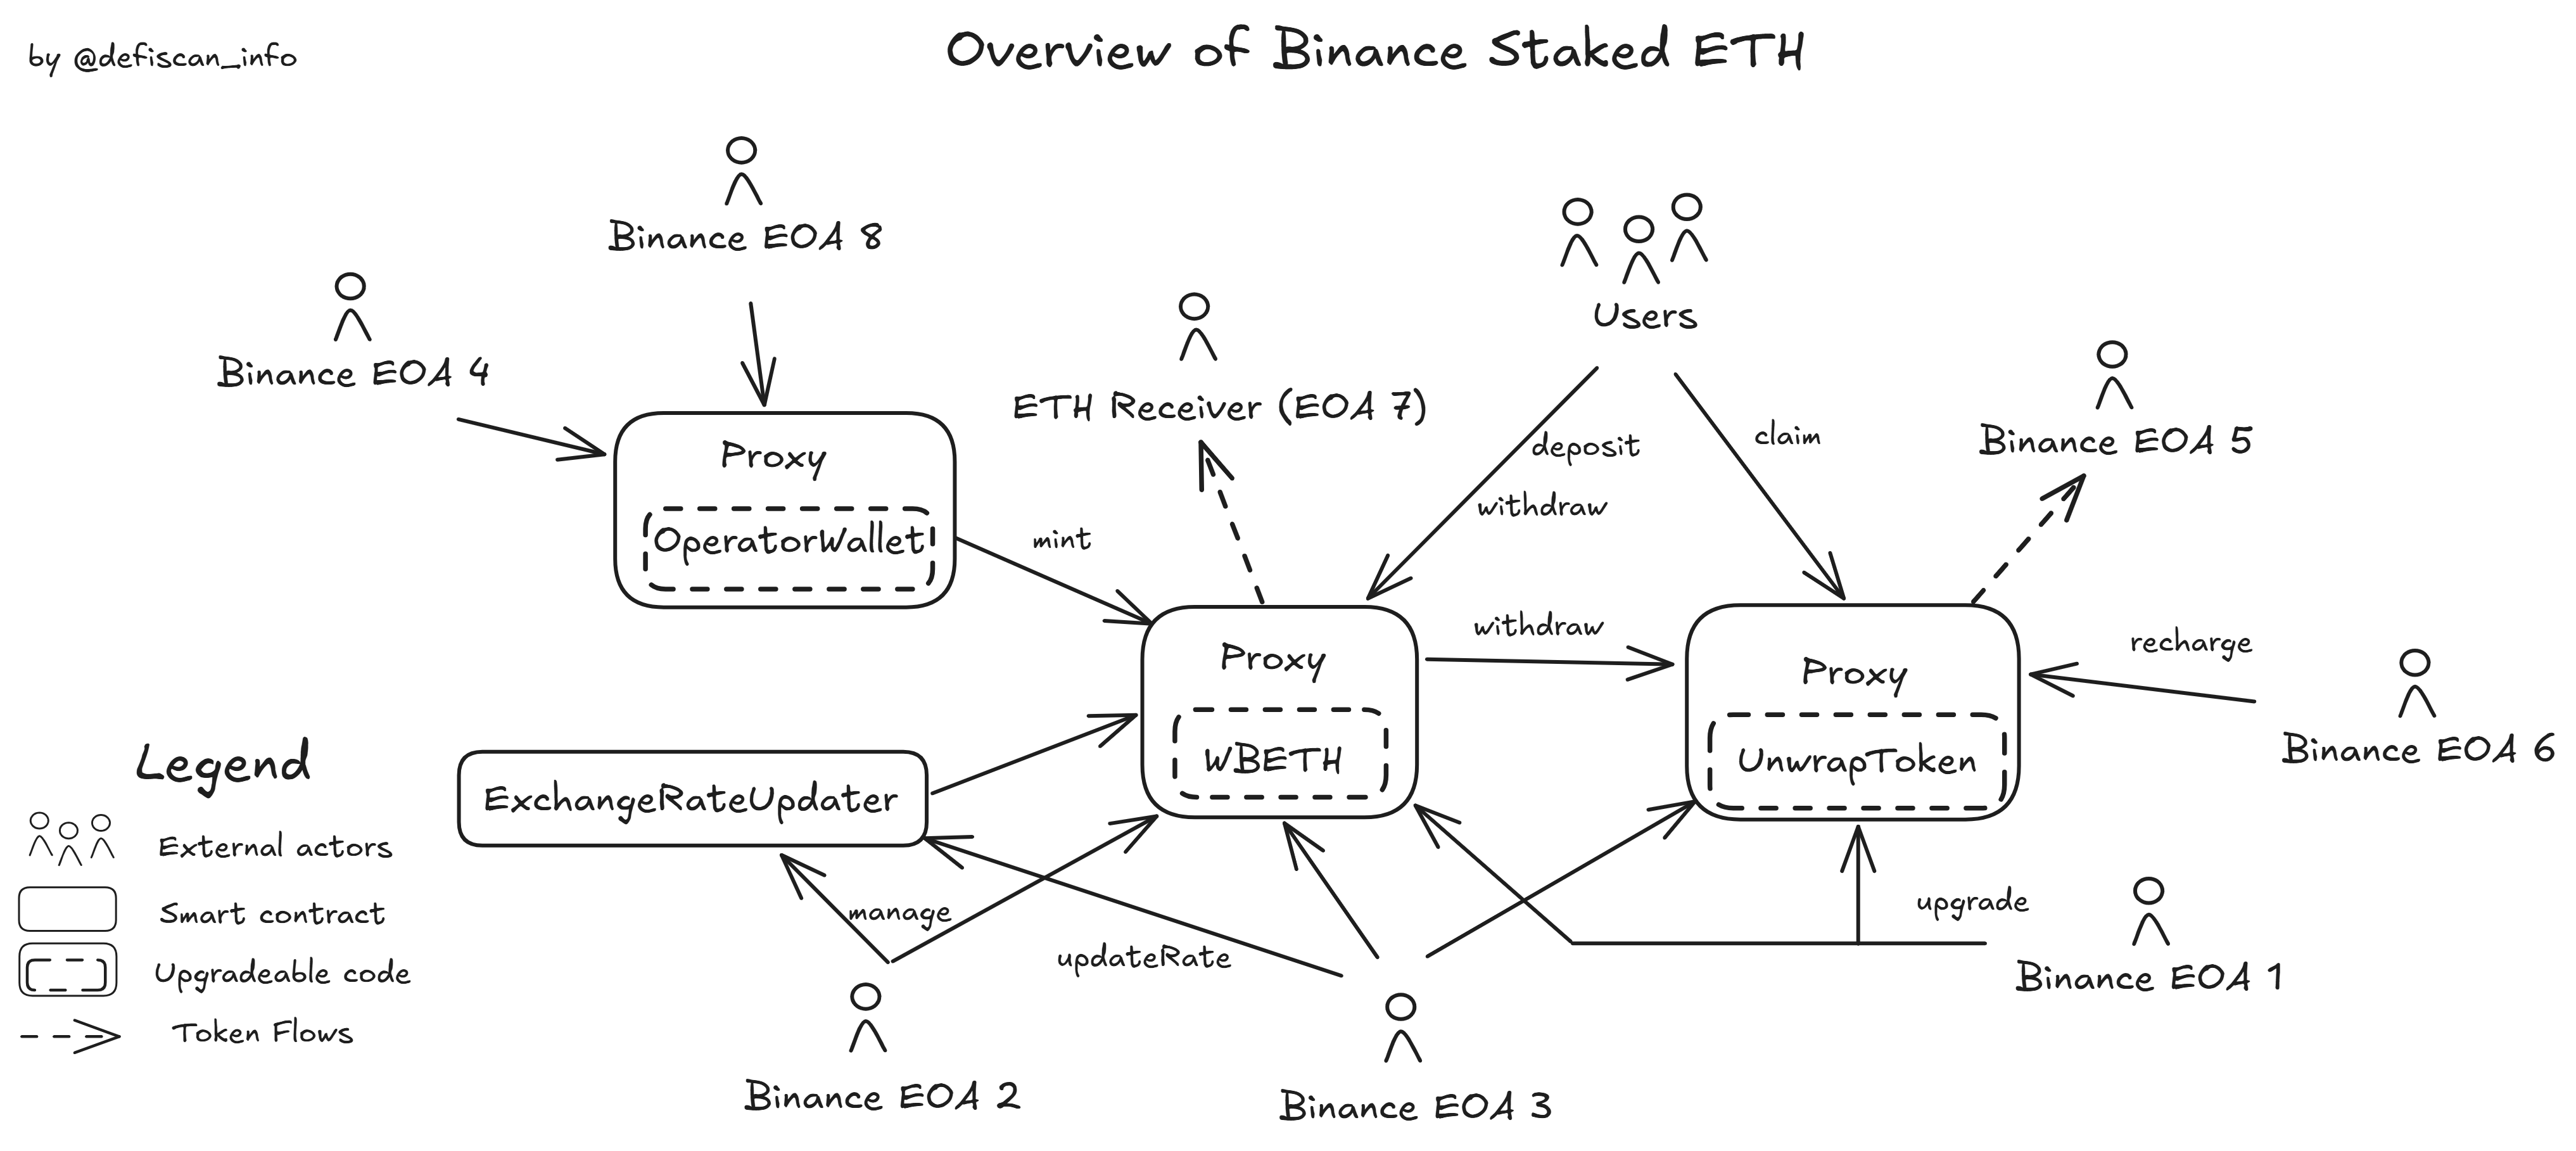 by @defiscan_info
Overview of Binance Staked ETH
Binance EOA 8
Binance EOA 4
Users
ETH Receiver (EOA 7)
Binance EOA 5
deposit
claim
withdraw
Proxy
OperatorWallet
mint
withdraw
recharge
Proxy
WBETH
Proxy
UnwrapToken
Binance EOA 6
ExchangeRateUpdater
manage
updateRate
upgrade
Binance EOA 1
Binance EOA 2
Binance EOA 3
Legend
External actors
Smart contract
Upgradeable code
Token Flows